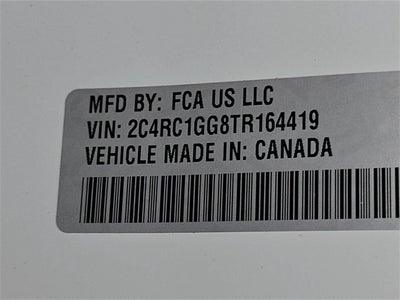 MFD BY: FCA US LLC
VIN: 2C4RC1GG8TR164419
VEHICLE MADE IN: CANADA